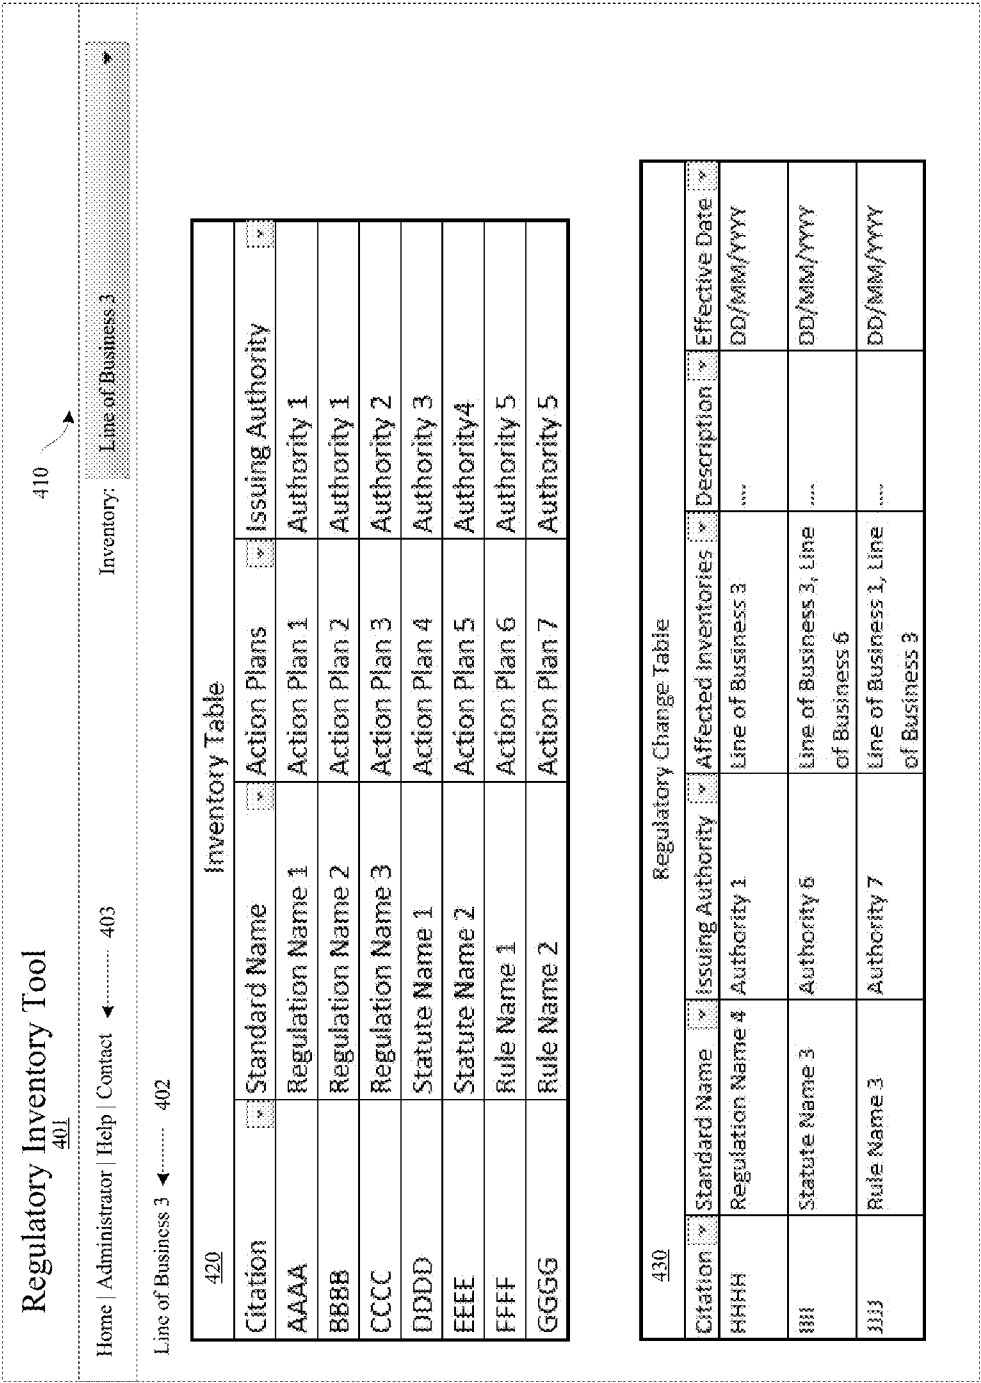 Regulatory Inventory Tool
401
410
Home | Administrator | Help | Contact 403 Inventory: Line of Business 3
Line of Business 3 402
420 Inventory Table
Citation Standard Name Action Plans Issuing Authority
AAAA Regulation Name 1 Action Plan 1 Authority 1
BBBB Regulation Name 2 Action Plan 2 Authority 1
CCCC Regulation Name 3 Action Plan 3 Authority 2
DDDD Statute Name 1 Action Plan 4 Authority 3
EEEE Statute Name 2 Action Plan 5 Authority4
FFFF Rule Name 1 Action Plan 6 Authority 5
GGGG Rule Name 2 Action Plan 7 Authority 5
430 Regulatory Change Table
Citation Standard Name Issuing Authority Affected Inventories Description Effective Date
HHHH Regulation Name 4 Authority 1 Line of Business 3 .... DD/MM/YYYY
IIII Statute Name 3 Authority 6 Line of Business 3, Line .... DD/MM/YYYY
of Business 6
JJJJ Rule Name 3 Authority 7 Line of Business 1, Line .... DD/MM/YYYY
of Business 3